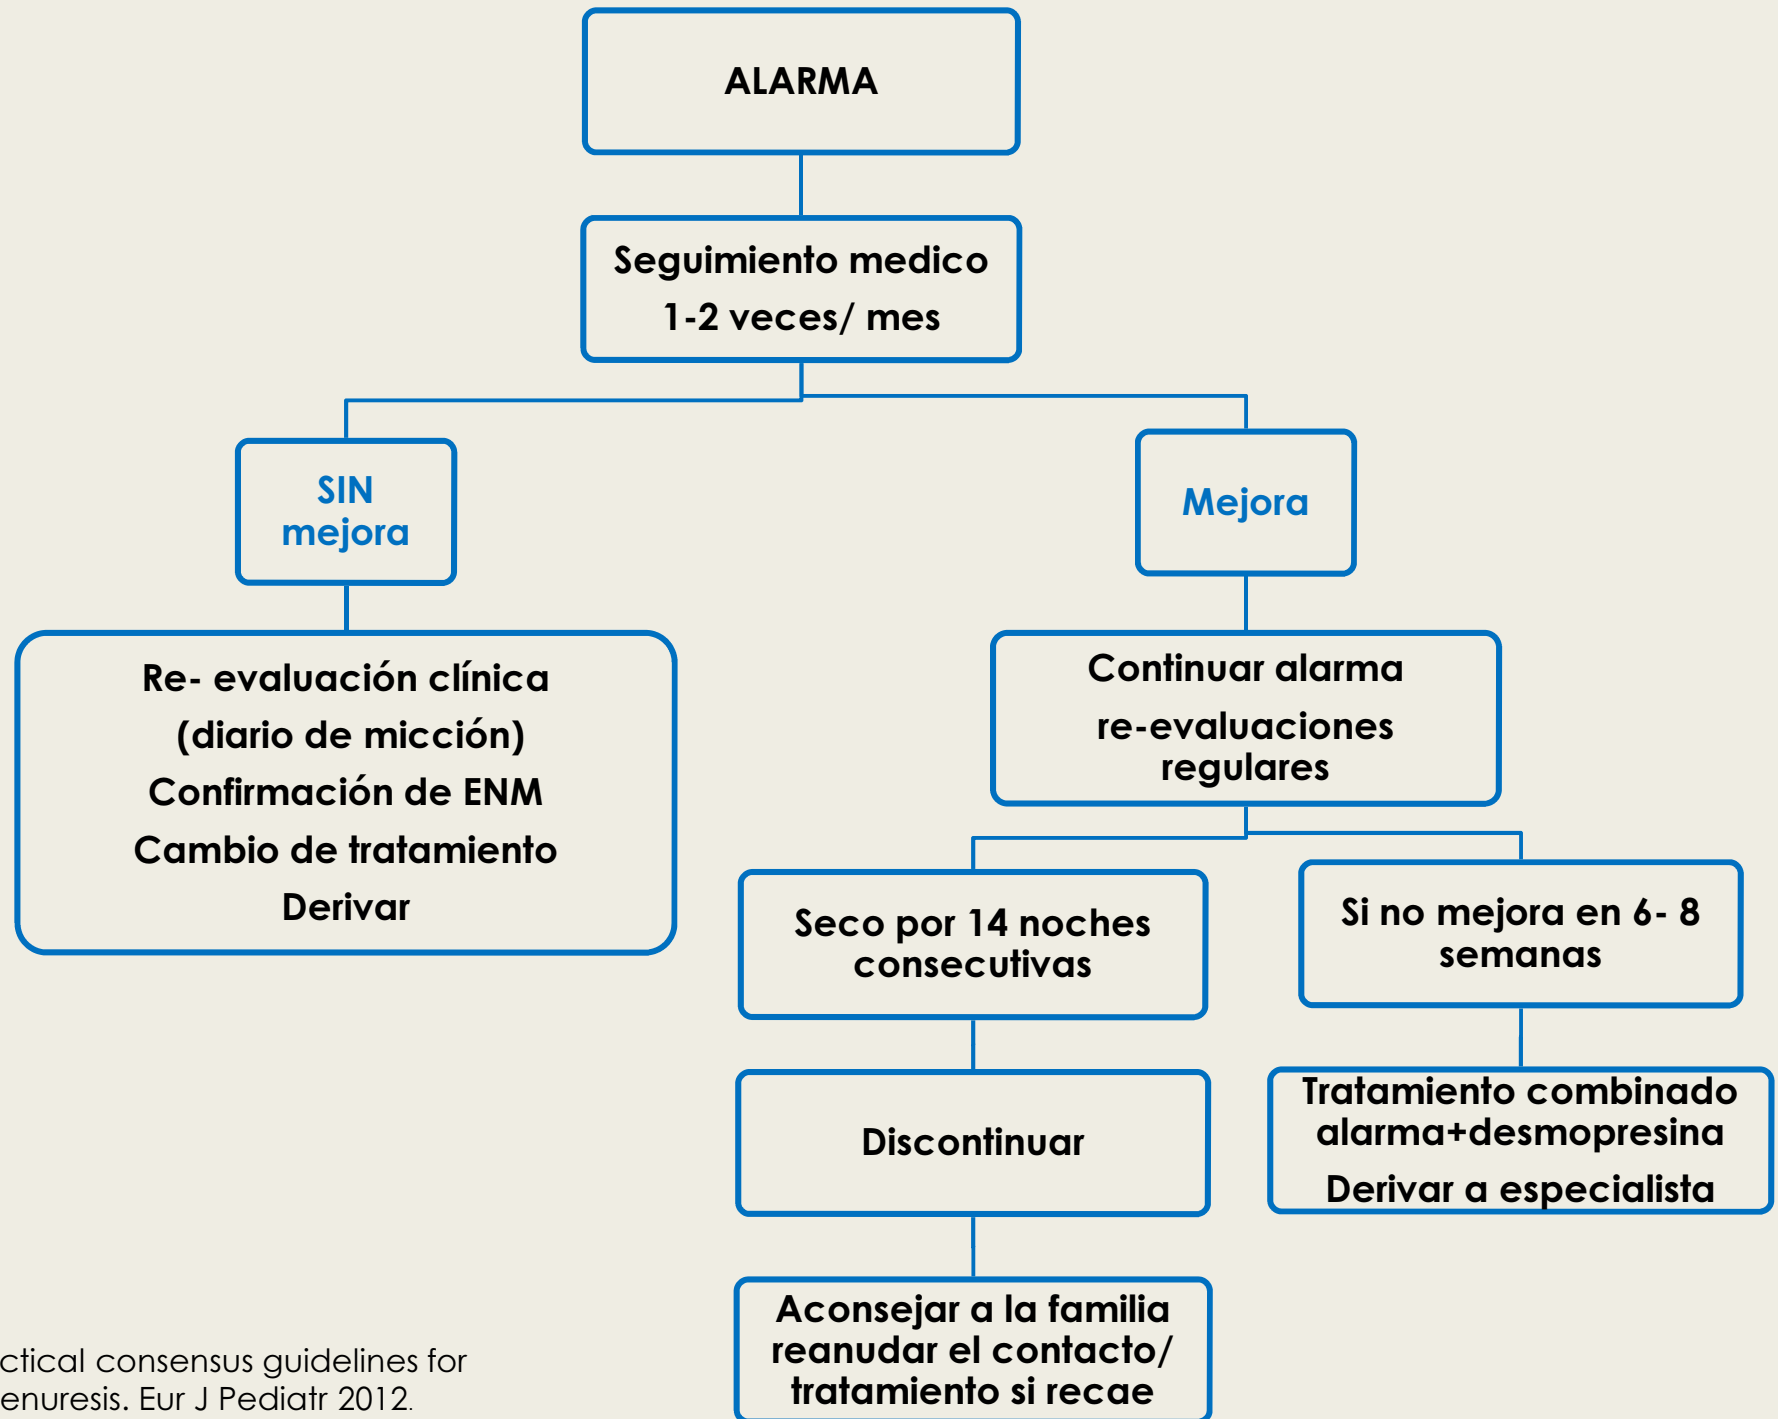 ALARMA
Seguimiento medico
1-2 veces/ mes
SIN
mejora
Mejora
Re- evaluación clínica
(diario de micción)
Confirmación de ENM
Cambio de tratamiento
Derivar
Continuar alarma
re-evaluaciones
regulares
Seco por 14 noches
consecutivas
Si no mejora en 6- 8
semanas
Discontinuar
Tratamiento combinado
alarma+desmopresina
Derivar a especialista
Aconsejar a la familia
reanudar el contacto/
tratamiento si recae
consensus guidelines for
enuresis. Eur J Pediatr 2012.